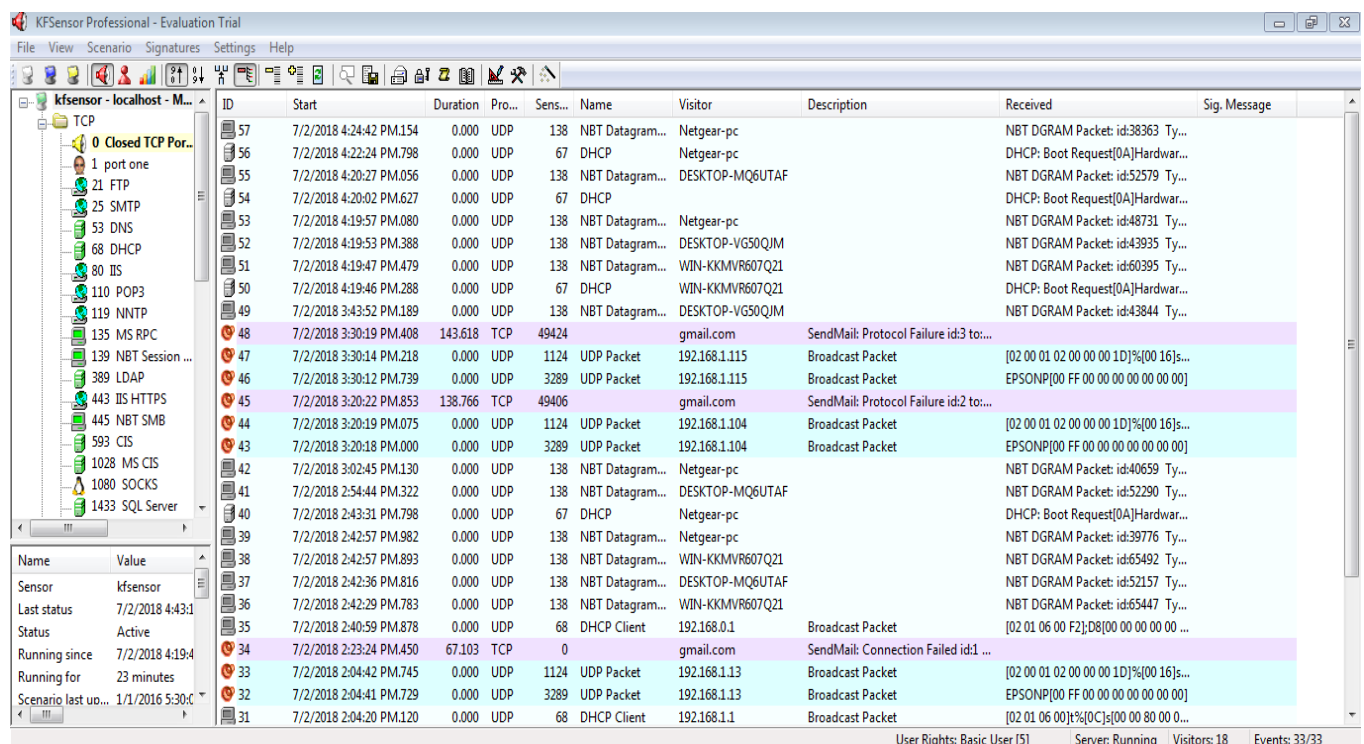 KFSensor Professional - Evaluation Trial
File View Scenario Signatures Settings Help
kfsensor - localhost - M...
TCP
0 Closed TCP Por...
1 port one
21 FTP
25 SMTP
53 DNS
68 DHCP
80 IIS
110 POP3
119 NNTP
135 MS RPC
139 NBT Session ...
389 LDAP
443 IIS HTTPS
445 NBT SMB
593 CIS
1028 MS CIS
1080 SOCKS
1433 SQL Server
Name Value
Sensor kfsensor
Last status 7/2/2018 4:43:1
Status Active
Running since 7/2/2018 4:19:4
Running for 23 minutes
Scenario last up... 1/1/2016 5:30:0
ID Start Duration Pro... Sens... Name Visitor Description Received Sig. Message
57 7/2/2018 4:24:42 PM.154 0.000 UDP 138 NBT Datagram... Netgear-pc NBT DGRAM Packet: id:38363 Ty...
56 7/2/2018 4:22:24 PM.798 0.000 UDP 67 DHCP Netgear-pc DHCP: Boot Request[0A]Hardwar...
55 7/2/2018 4:20:27 PM.056 0.000 UDP 138 NBT Datagram... DESKTOP-MQ6UTAF NBT DGRAM Packet: id:52579 Ty...
54 7/2/2018 4:20:02 PM.627 0.000 UDP 67 DHCP DHCP: Boot Request[0A]Hardwar...
53 7/2/2018 4:19:57 PM.080 0.000 UDP 138 NBT Datagram... Netgear-pc NBT DGRAM Packet: id:48731 Ty...
52 7/2/2018 4:19:53 PM.388 0.000 UDP 138 NBT Datagram... DESKTOP-VG50QJM NBT DGRAM Packet: id:43935 Ty...
51 7/2/2018 4:19:47 PM.479 0.000 UDP 138 NBT Datagram... WIN-KKMVR607Q21 NBT DGRAM Packet: id:60395 Ty...
50 7/2/2018 4:19:46 PM.288 0.000 UDP 67 DHCP WIN-KKMVR607Q21 DHCP: Boot Request[0A]Hardwar...
49 7/2/2018 3:43:52 PM.189 0.000 UDP 138 NBT Datagram... DESKTOP-VG50QJM NBT DGRAM Packet: id:43844 Ty...
48 7/2/2018 3:30:19 PM.408 143.618 TCP 49424 gmail.com SendMail: Protocol Failure id:3 to:...
47 7/2/2018 3:30:14 PM.218 0.000 UDP 1124 UDP Packet 192.168.1.115 Broadcast Packet [02 00 01 02 00 00 00 1D]%[00 16]s...
46 7/2/2018 3:30:12 PM.739 0.000 UDP 3289 UDP Packet 192.168.1.115 Broadcast Packet EPSONP[00 FF 00 00 00 00 00 00 00]
45 7/2/2018 3:20:22 PM.853 138.766 TCP 49406 gmail.com SendMail: Protocol Failure id:2 to:...
44 7/2/2018 3:20:19 PM.075 0.000 UDP 1124 UDP Packet 192.168.1.104 Broadcast Packet [02 00 01 02 00 00 00 1D]%[00 16]s...
43 7/2/2018 3:20:18 PM.000 0.000 UDP 3289 UDP Packet 192.168.1.104 Broadcast Packet EPSONP[00 FF 00 00 00 00 00 00 00]
42 7/2/2018 3:02:45 PM.130 0.000 UDP 138 NBT Datagram... Netgear-pc NBT DGRAM Packet: id:40659 Ty...
41 7/2/2018 2:54:44 PM.322 0.000 UDP 138 NBT Datagram... DESKTOP-MQ6UTAF NBT DGRAM Packet: id:52290 Ty...
40 7/2/2018 2:43:31 PM.798 0.000 UDP 67 DHCP Netgear-pc DHCP: Boot Request[0A]Hardwar...
39 7/2/2018 2:42:57 PM.982 0.000 UDP 138 NBT Datagram... Netgear-pc NBT DGRAM Packet: id:39776 Ty...
38 7/2/2018 2:42:57 PM.893 0.000 UDP 138 NBT Datagram... WIN-KKMVR607Q21 NBT DGRAM Packet: id:65492 Ty...
37 7/2/2018 2:42:36 PM.816 0.000 UDP 138 NBT Datagram... DESKTOP-MQ6UTAF NBT DGRAM Packet: id:52157 Ty...
36 7/2/2018 2:42:29 PM.783 0.000 UDP 138 NBT Datagram... WIN-KKMVR607Q21 NBT DGRAM Packet: id:65447 Ty...
35 7/2/2018 2:40:59 PM.878 0.000 UDP 68 DHCP Client 192.168.0.1 Broadcast Packet [02 01 06 00 F2];D8[00 00 00 00 00 ...
34 7/2/2018 2:23:24 PM.450 67.103 TCP 0 gmail.com SendMail: Connection Failed id:1 ...
33 7/2/2018 2:04:42 PM.745 0.000 UDP 1124 UDP Packet 192.168.1.13 Broadcast Packet [02 00 01 02 00 00 00 1D]%[00 16]s...
32 7/2/2018 2:04:41 PM.729 0.000 UDP 3289 UDP Packet 192.168.1.13 Broadcast Packet EPSONP[00 FF 00 00 00 00 00 00 00]
31 7/2/2018 2:04:20 PM.120 0.000 UDP 68 DHCP Client 192.168.1.1 Broadcast Packet [02 01 06 00]t%[0C]s[00 00 80 00 0...
User Rights: Basic User [5] Server: Running Visitors: 18 Events: 33/33